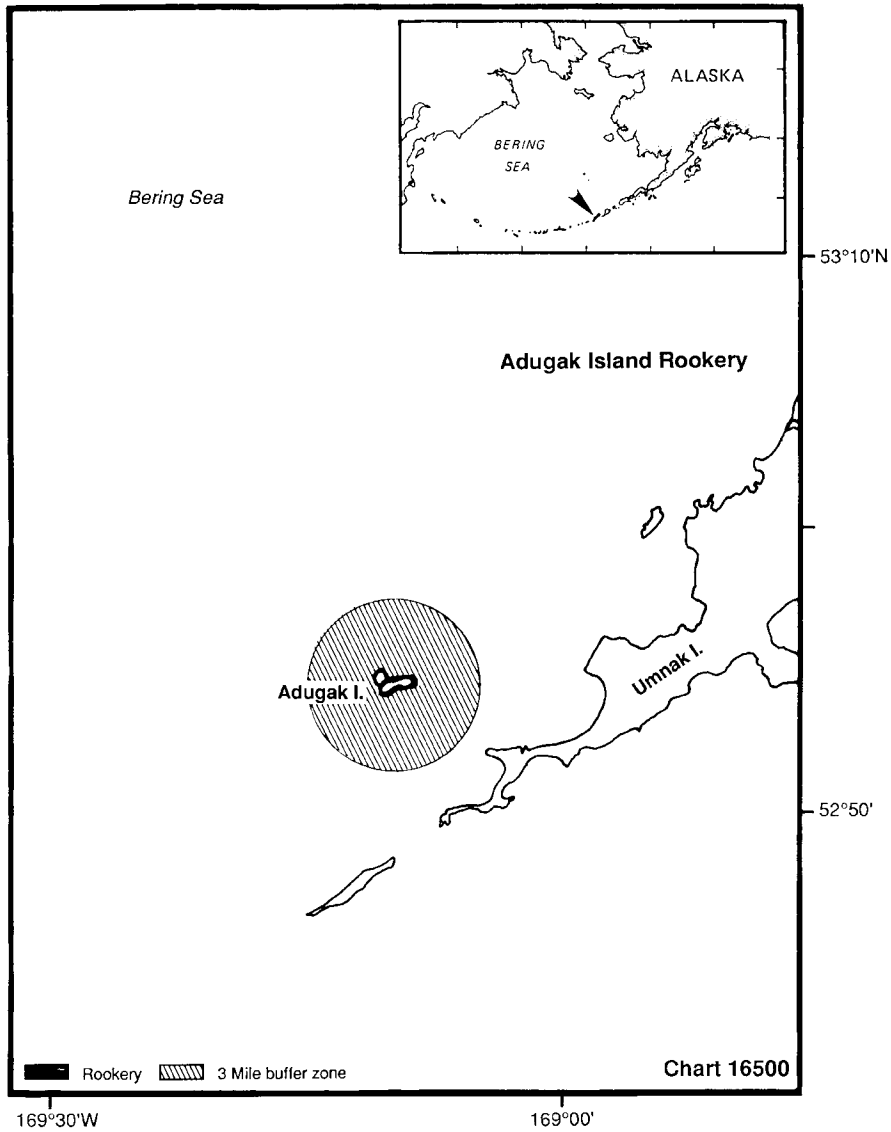 ALASKA
BERING
SEA
Bering Sea
53°10'N
Adugak Island Rookery
Umnak I.
Adugak I.
52°50'
Rookery
3 Mile buffer zone
Chart 16500
169°30'W
169°00'